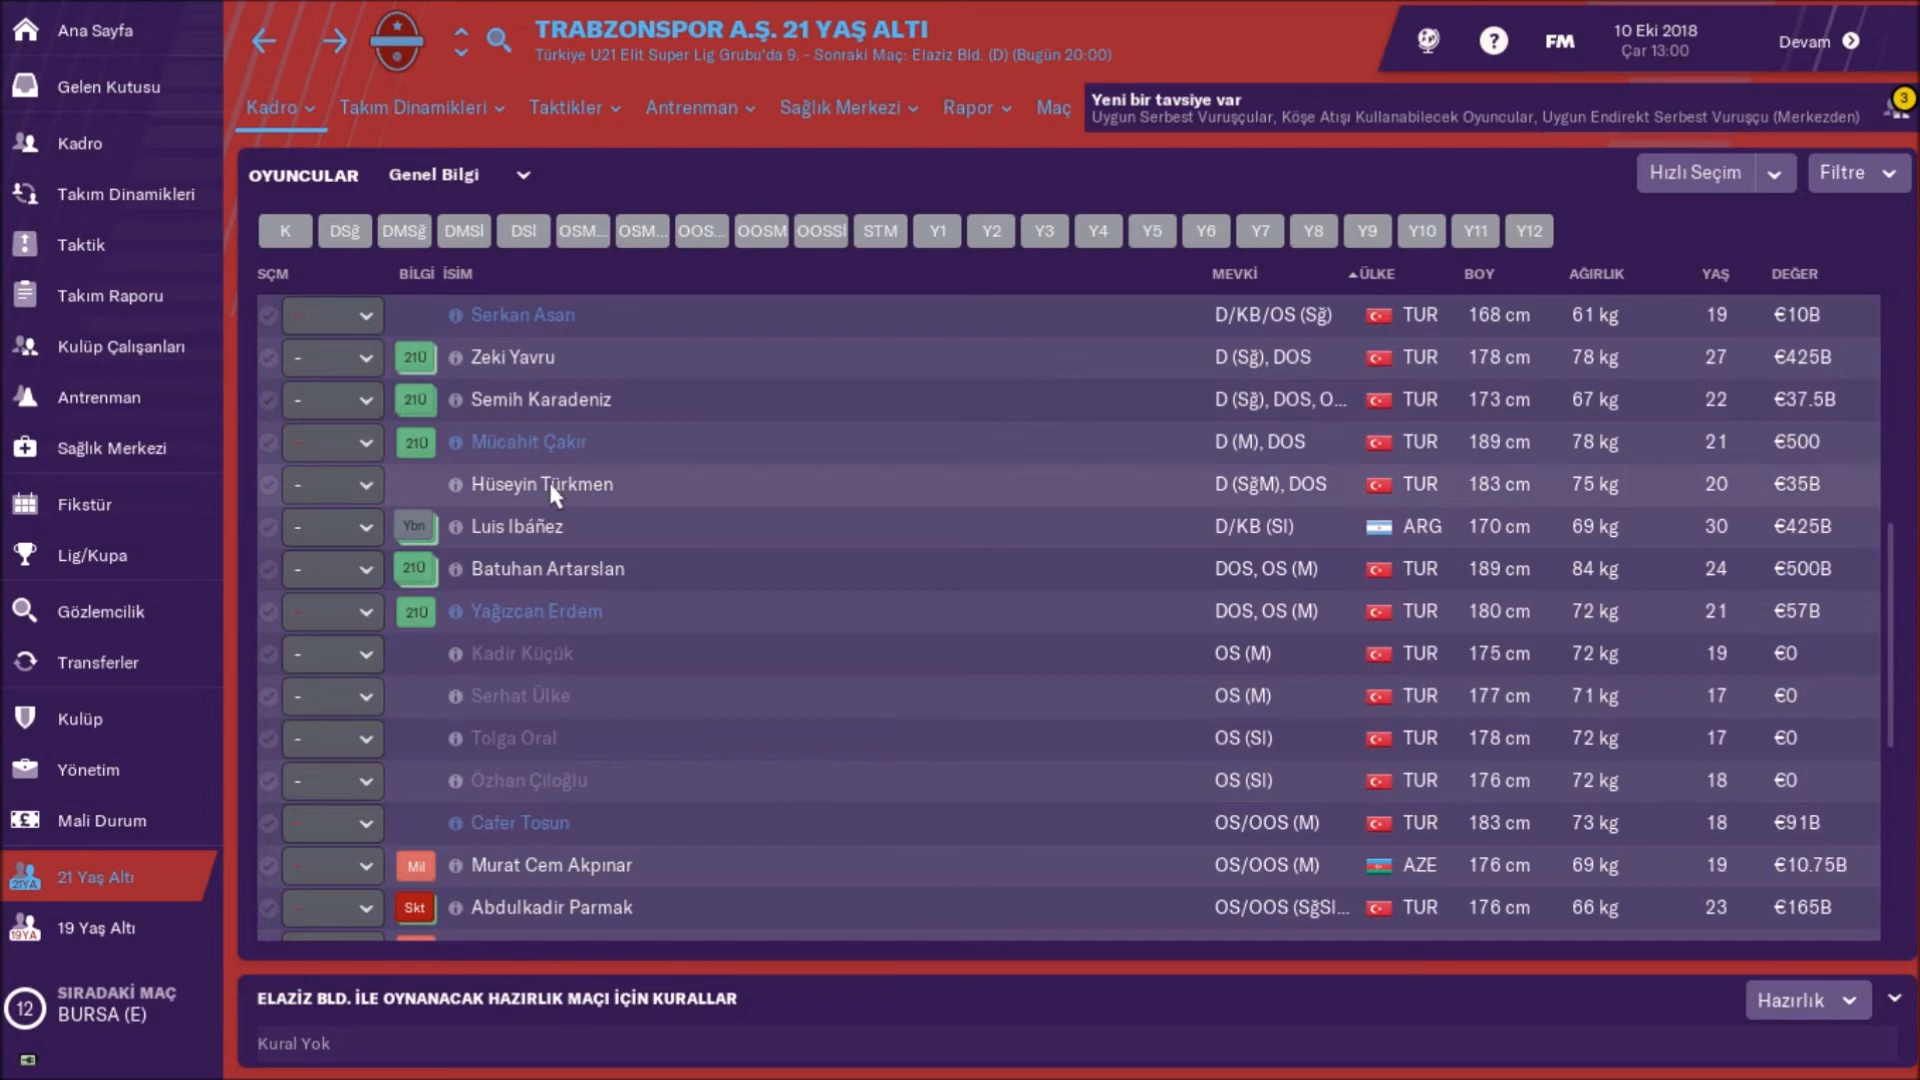 Ana Sayfa
Gelen Kutusu
Kadro
Takım Dinamikleri
Taktik
Takım Raporu
Kulüp Çalışanları
Antrenman
Sağlık Merkezi
Fikstür
Lig/Kupa
Gözlemcilik
Transferler
Kulüp
Yönetim
Mali Durum
21YA 21 Yaş Altı
19YA 19 Yaş Altı
12 SIRADAKİ MAÇ
BURSA (E)
TRABZONSPOR A.Ş. 21 YAŞ ALTI
Türkiye U21 Elit Super Lig Grubu'da 9. - Sonraki Maç: Elaziz Bld. (D) (Bugün 20:00)
? FM 10 Eki 2018
Çar 13:00
Devam
Kadro Takım Dinamikleri Taktikler Antrenman Sağlık Merkezi Rapor Maç
Yeni bir tavsiye var
Uygun Serbest Vuruşçular, Köşe Atışı Kullanabilecek Oyuncular, Uygun Endirekt Serbest Vuruşçu (Merkezden)
3
OYUNCULAR Genel Bilgi Hızlı Seçim Filtre
K DSğ DMSğ DMSl DSl OSM... OSM... OOS... OOSM OOSSl STM Y1 Y2 Y3 Y4 Y5 Y6 Y7 Y8 Y9 Y10 Y11 Y12
SÇM BİLGİ İSİM MEVKİ ÜLKE BOY AĞIRLIK YAŞ DEĞER
- Serkan Asan D/KB/OS (Sğ) TUR 168 cm 61 kg 19 €10B
- 21Ü Zeki Yavru D (Sğ), DOS TUR 178 cm 78 kg 27 €425B
- 21Ü Semih Karadeniz D (Sğ), DOS, O... TUR 173 cm 67 kg 22 €37.5B
- 21Ü Mücahit Çakır D (M), DOS TUR 189 cm 78 kg 21 €500
- Hüseyin Türkmen D (SğM), DOS TUR 183 cm 75 kg 20 €35B
- Ybn Luis Ibáñez D/KB (Sl) ARG 170 cm 69 kg 30 €425B
- 21Ü Batuhan Artarslan DOS, OS (M) TUR 189 cm 84 kg 24 €500B
- 21Ü Yağızcan Erdem DOS, OS (M) TUR 180 cm 72 kg 21 €57B
- Kadir Küçük OS (M) TUR 175 cm 72 kg 19 €0
- Serhat Ülke OS (M) TUR 177 cm 71 kg 17 €0
- Tolga Oral OS (Sl) TUR 178 cm 72 kg 17 €0
- Özhan Çiloğlu OS (Sl) TUR 176 cm 72 kg 18 €0
- Cafer Tosun OS/OOS (M) TUR 183 cm 73 kg 18 €91B
- Mil Murat Cem Akpınar OS/OOS (M) AZE 176 cm 69 kg 19 €10.75B
- Skt Abdulkadir Parmak OS/OOS (SğSl... TUR 176 cm 66 kg 23 €165B
ELAZİZ BLD. İLE OYNANACAK HAZIRLIK MAÇI İÇİN KURALLAR Hazırlık
Kural Yok